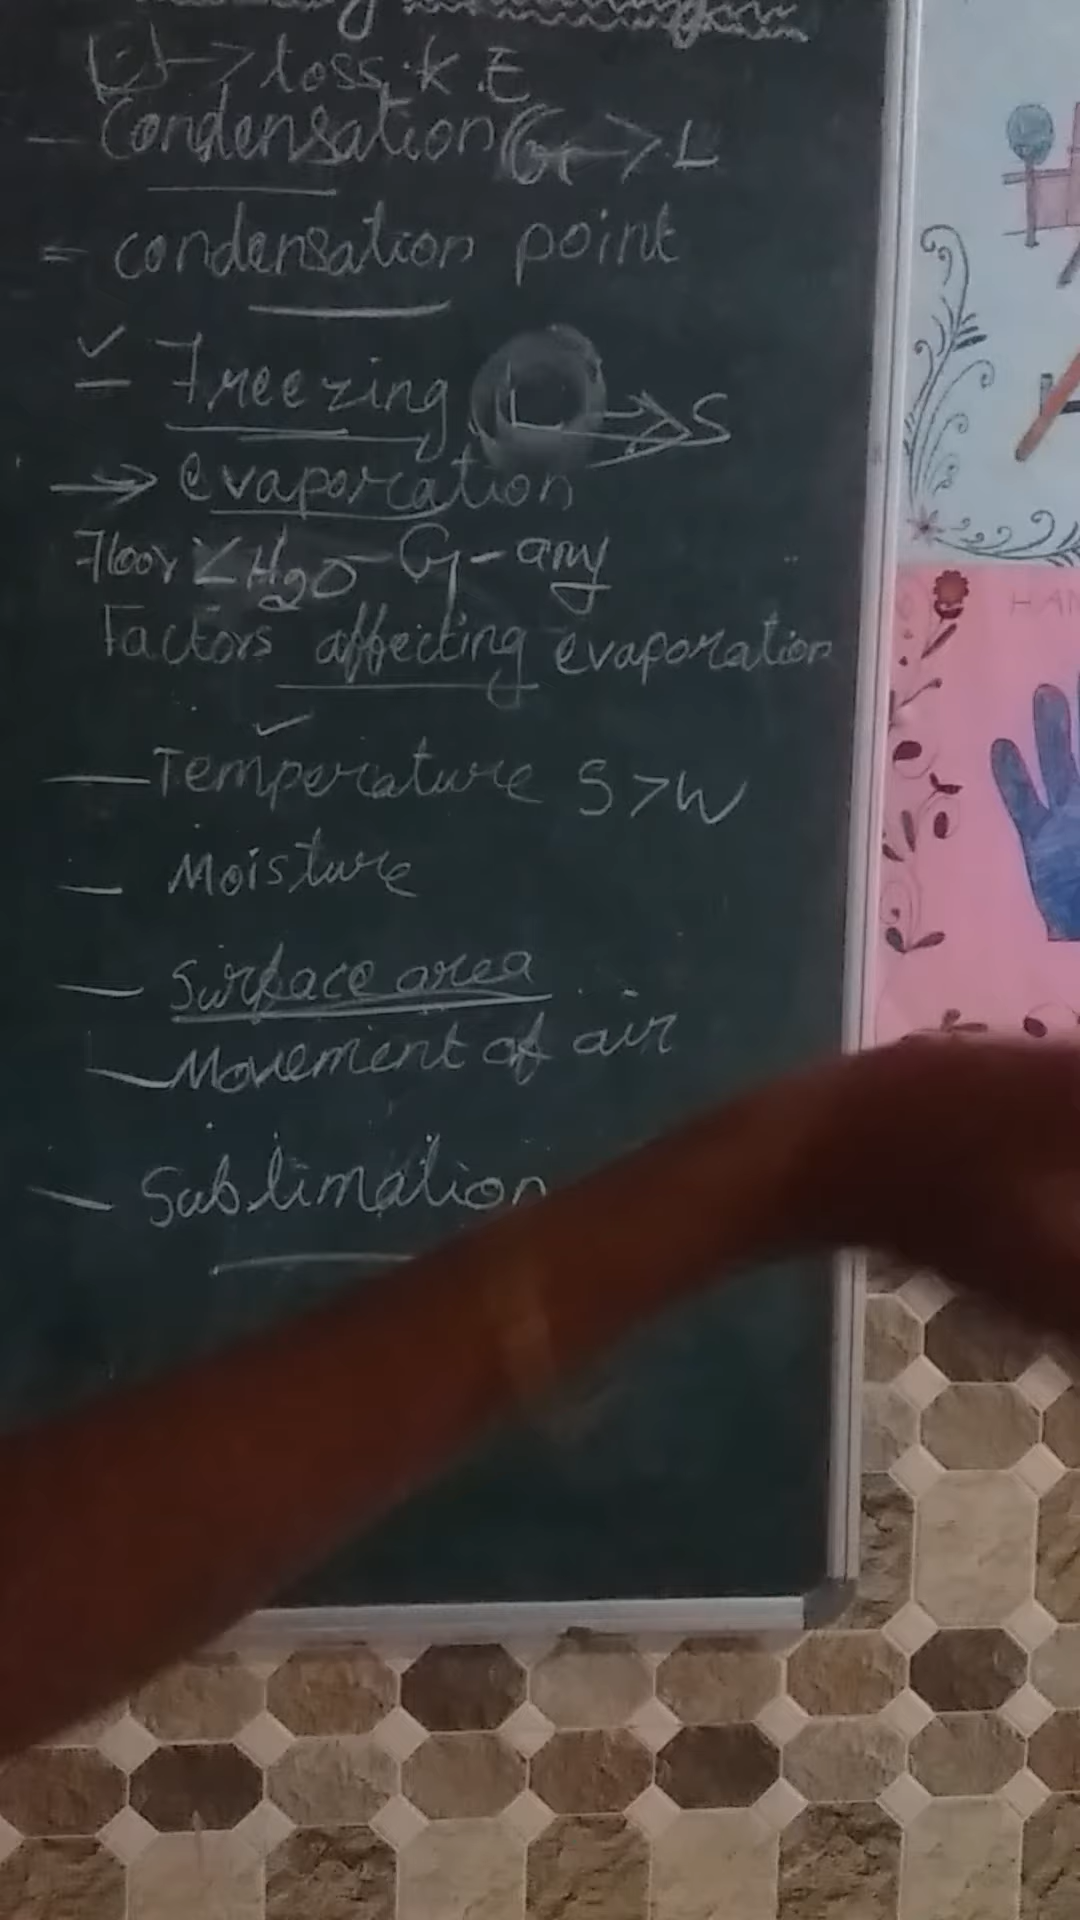 → loss K.E
- Condensation G → L
= condensation point
✓
- Freezing L → S
→ evaporation
Floor H2O - G - any
Factors affecting evaporation
✓
- Temperature S > W
- Moisture
- Surface area
- Movement of air
- Sublimation
HAN